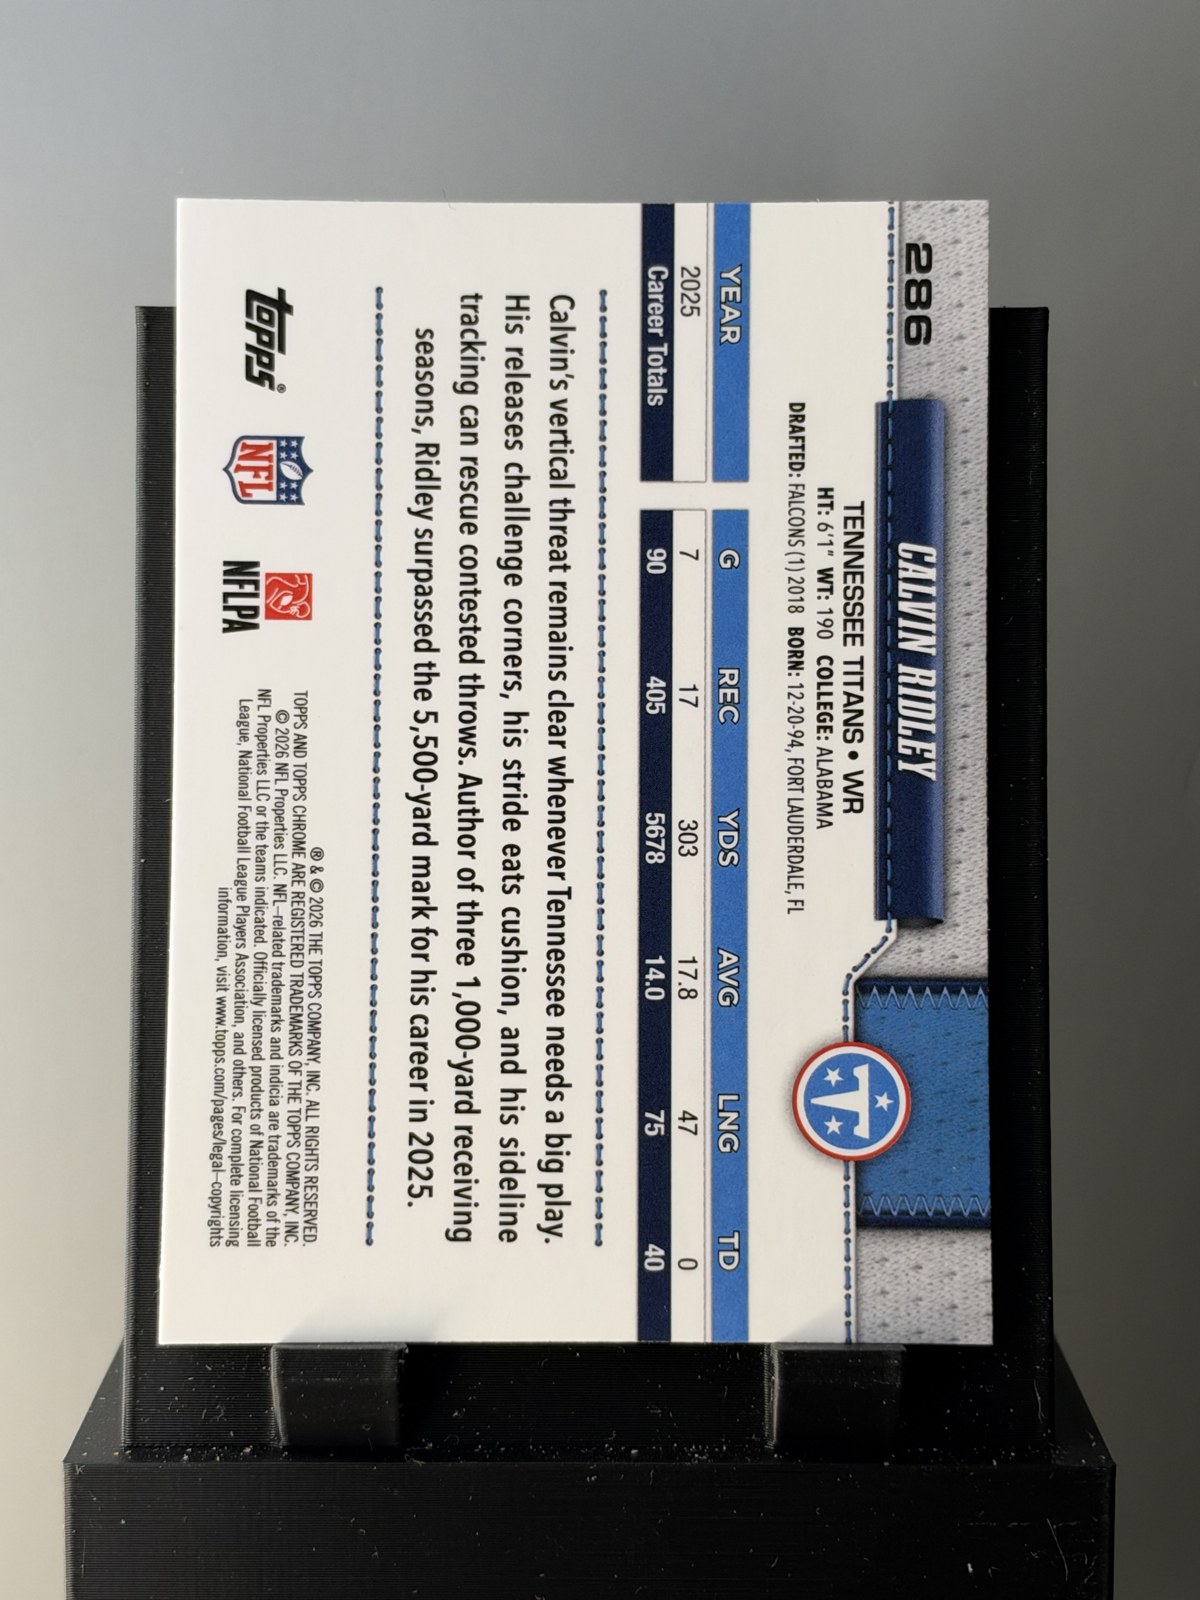 286
CALVIN RIDLEY
TENNESSEE TITANS • WR
HT: 6'1" WT: 190 COLLEGE: ALABAMA
DRAFTED: FALCONS (1) 2018 BORN: 12-20-94, FORT LAUDERDALE, FL
YEAR G REC YDS AVG LNG TD
2025 7 17 303 17.8 47 0
Career Totals 90 405 5678 14.0 75 40
Calvin's vertical threat remains clear whenever Tennessee needs a big play.
His releases challenge corners, his stride eats cushion, and his sideline
tracking can rescue contested throws. Author of three 1,000-yard receiving
seasons, Ridley surpassed the 5,500-yard mark for his career in 2025.
topps®
NFL
NFLPA
® & © 2026 THE TOPPS COMPANY, INC. ALL RIGHTS RESERVED.
TOPPS AND TOPPS CHROME ARE REGISTERED TRADEMARKS OF THE TOPPS COMPANY, INC.
© 2026 NFL Properties LLC. NFL-related trademarks and indicia are trademarks of the
NFL Properties LLC or the teams indicated. Officially licensed products of National Football
League, National Football League Players Association, and others. For complete licensing
information, visit www.topps.com/pages/legal-copyrights